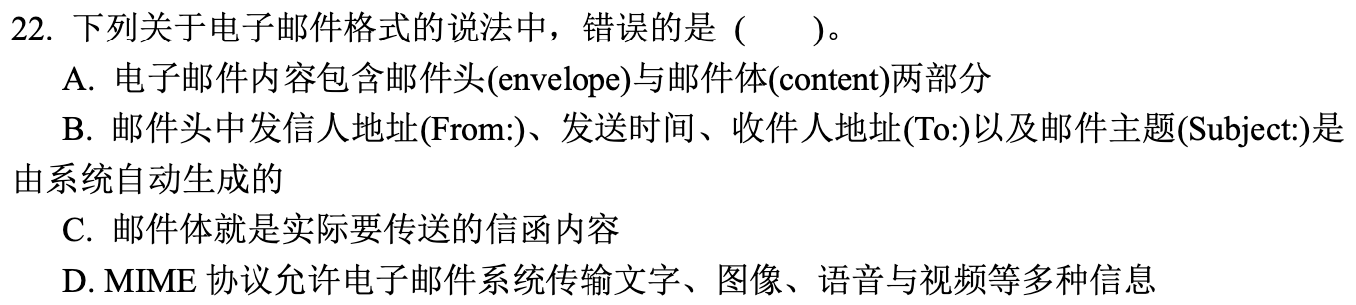 22. 下列关于电子邮件格式的说法中，错误的是 (　　)。
A. 电子邮件内容包含邮件头(envelope)与邮件体(content)两部分
B. 邮件头中发信人地址(From:)、发送时间、收件人地址(To:)以及邮件主题(Subject:)是
由系统自动生成的
C. 邮件体就是实际要传送的信函内容
D. MIME 协议允许电子邮件系统传输文字、图像、语音与视频等多种信息